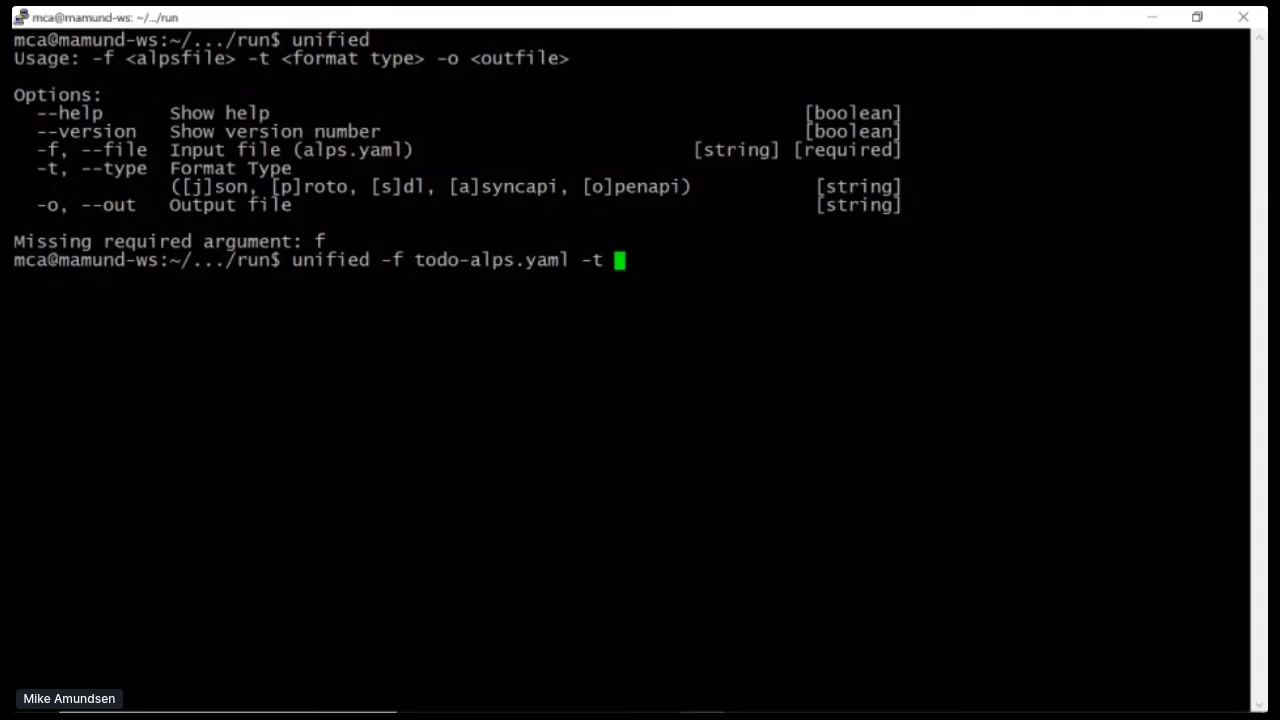 mca@mamund-ws: ~/.../run
mca@mamund-ws:~/.../run$ unified
Usage: -f <alpsfile> -t <format type> -o <outfile>
Options:
--help Show help [boolean]
--version Show version number [boolean]
-f, --file Input file (alps.yaml) [string] [required]
-t, --type Format Type
([j]son, [p]roto, [s]dl, [a]syncapi, [o]penapi) [string]
-o, --out Output file [string]
Missing required argument: f
mca@mamund-ws:~/.../run$ unified -f todo-alps.yaml -t
Mike Amundsen